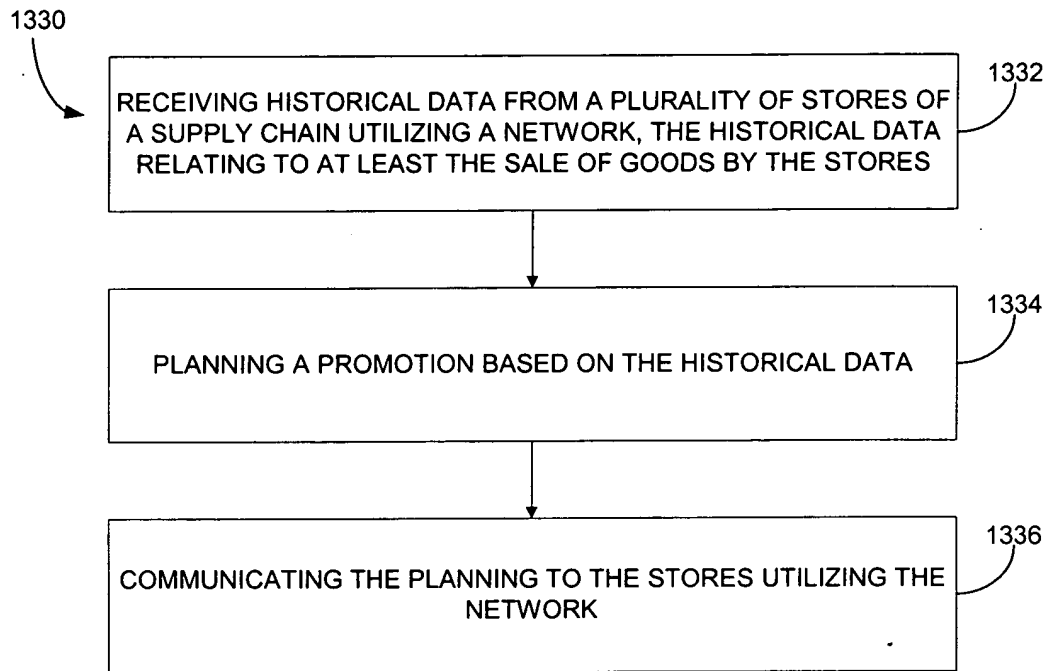 1330
1332
RECEIVING HISTORICAL DATA FROM A PLURALITY OF STORES OF
A SUPPLY CHAIN UTILIZING A NETWORK, THE HISTORICAL DATA
RELATING TO AT LEAST THE SALE OF GOODS BY THE STORES
1334
PLANNING A PROMOTION BASED ON THE HISTORICAL DATA
1336
COMMUNICATING THE PLANNING TO THE STORES UTILIZING THE
NETWORK